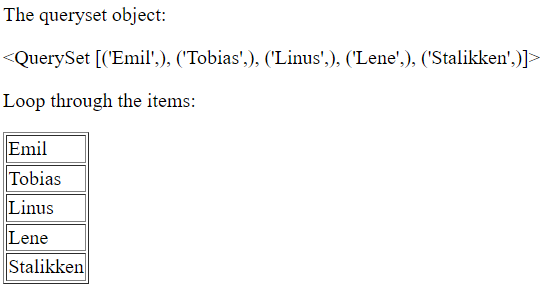 The queryset object:
<QuerySet [('Emil',), ('Tobias',), ('Linus',), ('Lene',), ('Stalikken',)]>
Loop through the items:
Emil
Tobias
Linus
Lene
Stalikken